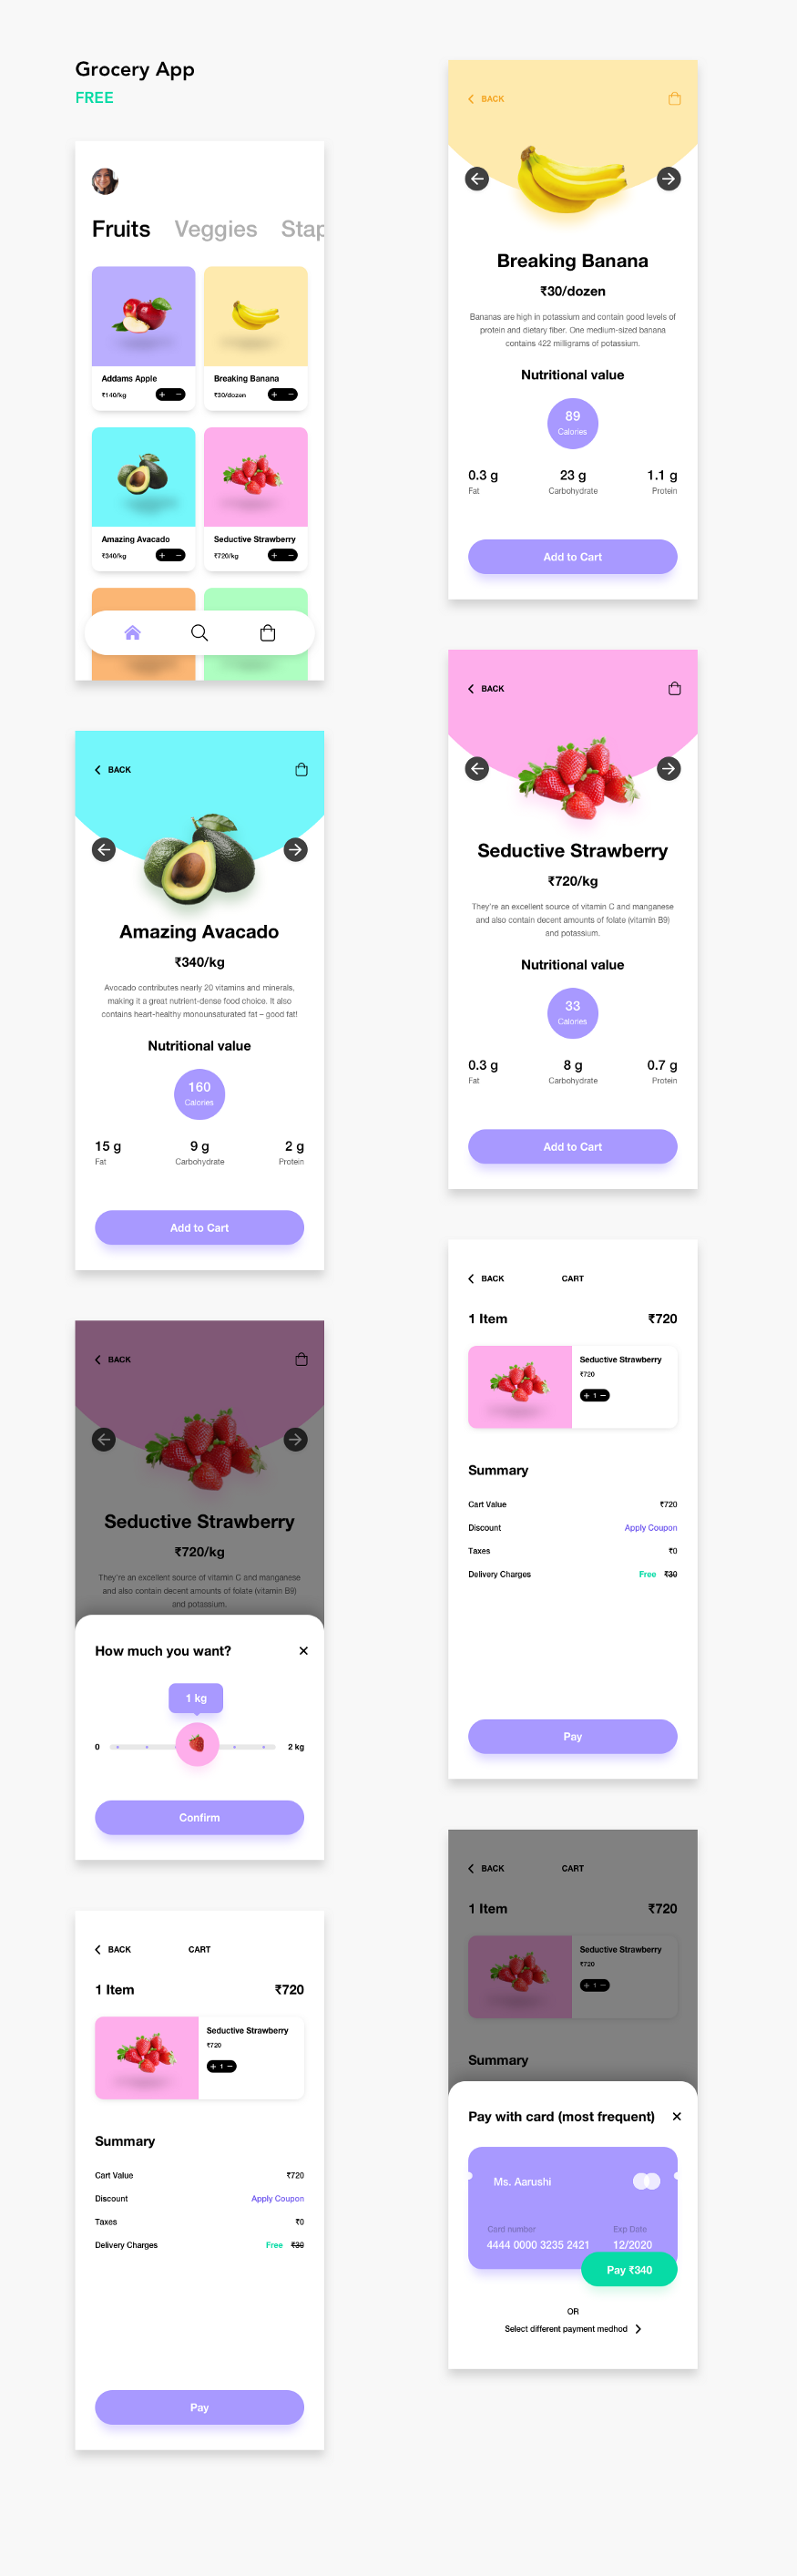 Grocery App
FREE
Fruits Veggies Stap
Addams Apple
₹140/kg + −
Breaking Banana
₹30/dozen + −
Amazing Avacado
₹340/kg + −
Seductive Strawberry
₹720/kg + −
BACK
Amazing Avacado
₹340/kg
Avocado contributes nearly 20 vitamins and minerals,
making it a great nutrient-dense food choice. It also
contains heart-healthy monounsaturated fat – good fat!
Nutritional value
160
Calories
15 g 9 g 2 g
Fat Carbohydrate Protein
Add to Cart
BACK
Seductive Strawberry
₹720/kg
They're an excellent source of vitamin C and manganese
and also contain decent amounts of folate (vitamin B9)
and potassium.
How much you want?
1 kg
0 2 kg
Confirm
BACK CART
1 Item ₹720
Seductive Strawberry
₹720
+ 1 −
Summary
Cart Value ₹720
Discount Apply Coupon
Taxes ₹0
Delivery Charges Free ₹30
Pay
BACK
Breaking Banana
₹30/dozen
Bananas are high in potassium and contain good levels of
protein and dietary fiber. One medium-sized banana
contains 422 milligrams of potassium.
Nutritional value
89
Calories
0.3 g 23 g 1.1 g
Fat Carbohydrate Protein
Add to Cart
BACK
Seductive Strawberry
₹720/kg
They're an excellent source of vitamin C and manganese
and also contain decent amounts of folate (vitamin B9)
and potassium.
Nutritional value
33
Calories
0.3 g 8 g 0.7 g
Fat Carbohydrate Protein
Add to Cart
BACK CART
1 Item ₹720
Seductive Strawberry
₹720
+ 1 −
Summary
Cart Value ₹720
Discount Apply Coupon
Taxes ₹0
Delivery Charges Free ₹30
Pay
BACK CART
1 Item ₹720
Seductive Strawberry
₹720
+ 1 −
Summary
Pay with card (most frequent)
Ms. Aarushi
Card number Exp Date
4444 0000 3235 2421 12/2020
Pay ₹340
OR
Select different payment medhod